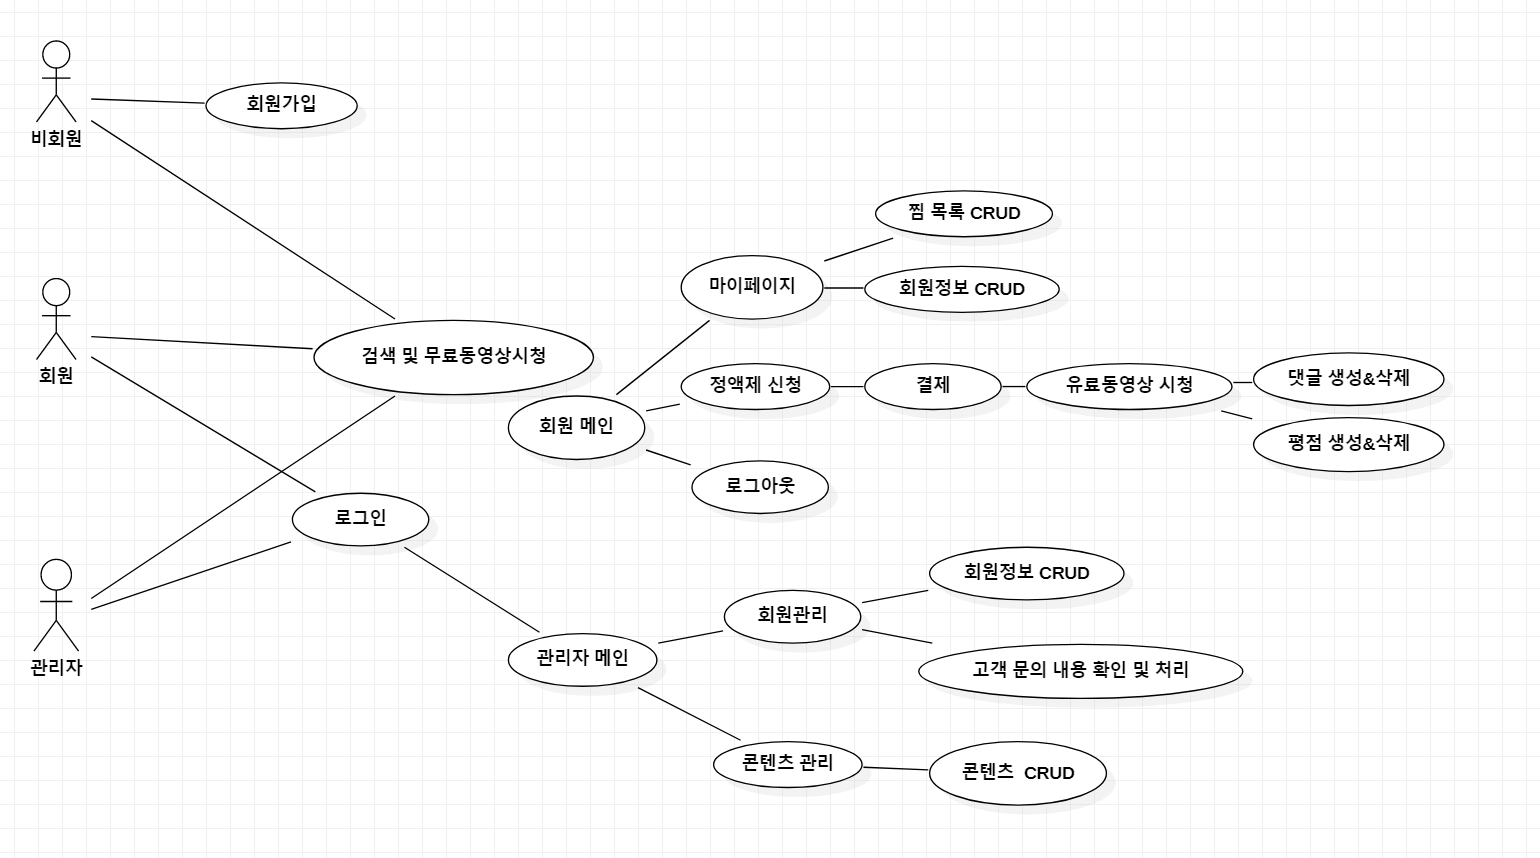 비회원
회원가입
찜 목록 CRUD
마이페이지
회원정보 CRUD
회원
검색 및 무료동영상시청
정액제 신청
결제
유료동영상 시청
댓글 생성&삭제
회원 메인
평점 생성&삭제
로그아웃
로그인
회원정보 CRUD
회원관리
관리자
관리자 메인
고객 문의 내용 확인 및 처리
콘텐츠 관리
콘텐츠 CRUD